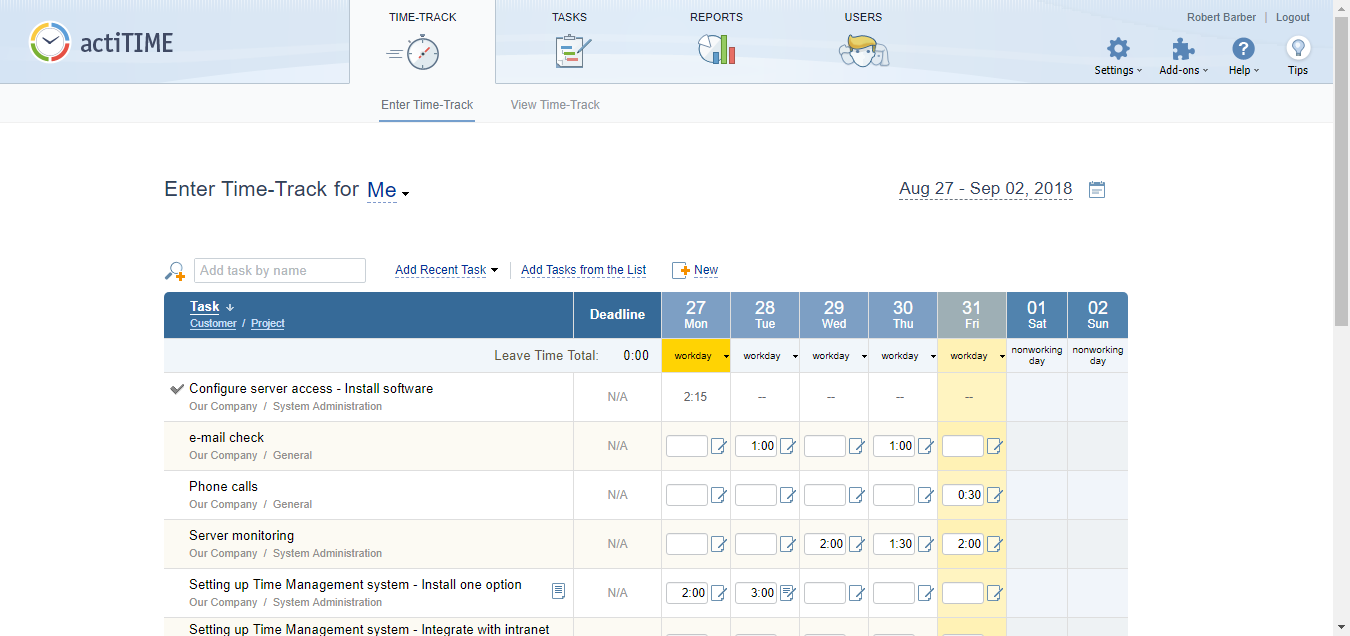 actiTIME
TIME-TRACK
TASKS
REPORTS
USERS
Robert Barber | Logout
Settings
Add-ons
Help
Tips
Enter Time-Track
View Time-Track
Enter Time-Track for Me
Aug 27 - Sep 02, 2018
Add task by name
Add Recent Task
Add Tasks from the List
New
Task
Customer / Project
Deadline
27 Mon
28 Tue
29 Wed
30 Thu
31 Fri
01 Sat
02 Sun
Leave Time Total: 0:00 workday workday workday workday workday nonworking day nonworking day
Configure server access - Install software
Our Company / System Administration
N/A 2:15 -- -- -- --
e-mail check
Our Company / General
N/A 1:00 1:00
Phone calls
Our Company / General
N/A 0:30
Server monitoring
Our Company / System Administration
N/A 2:00 1:30 2:00
Setting up Time Management system - Install one option
Our Company / System Administration
N/A 2:00 3:00
Setting up Time Management system - Integrate with intranet